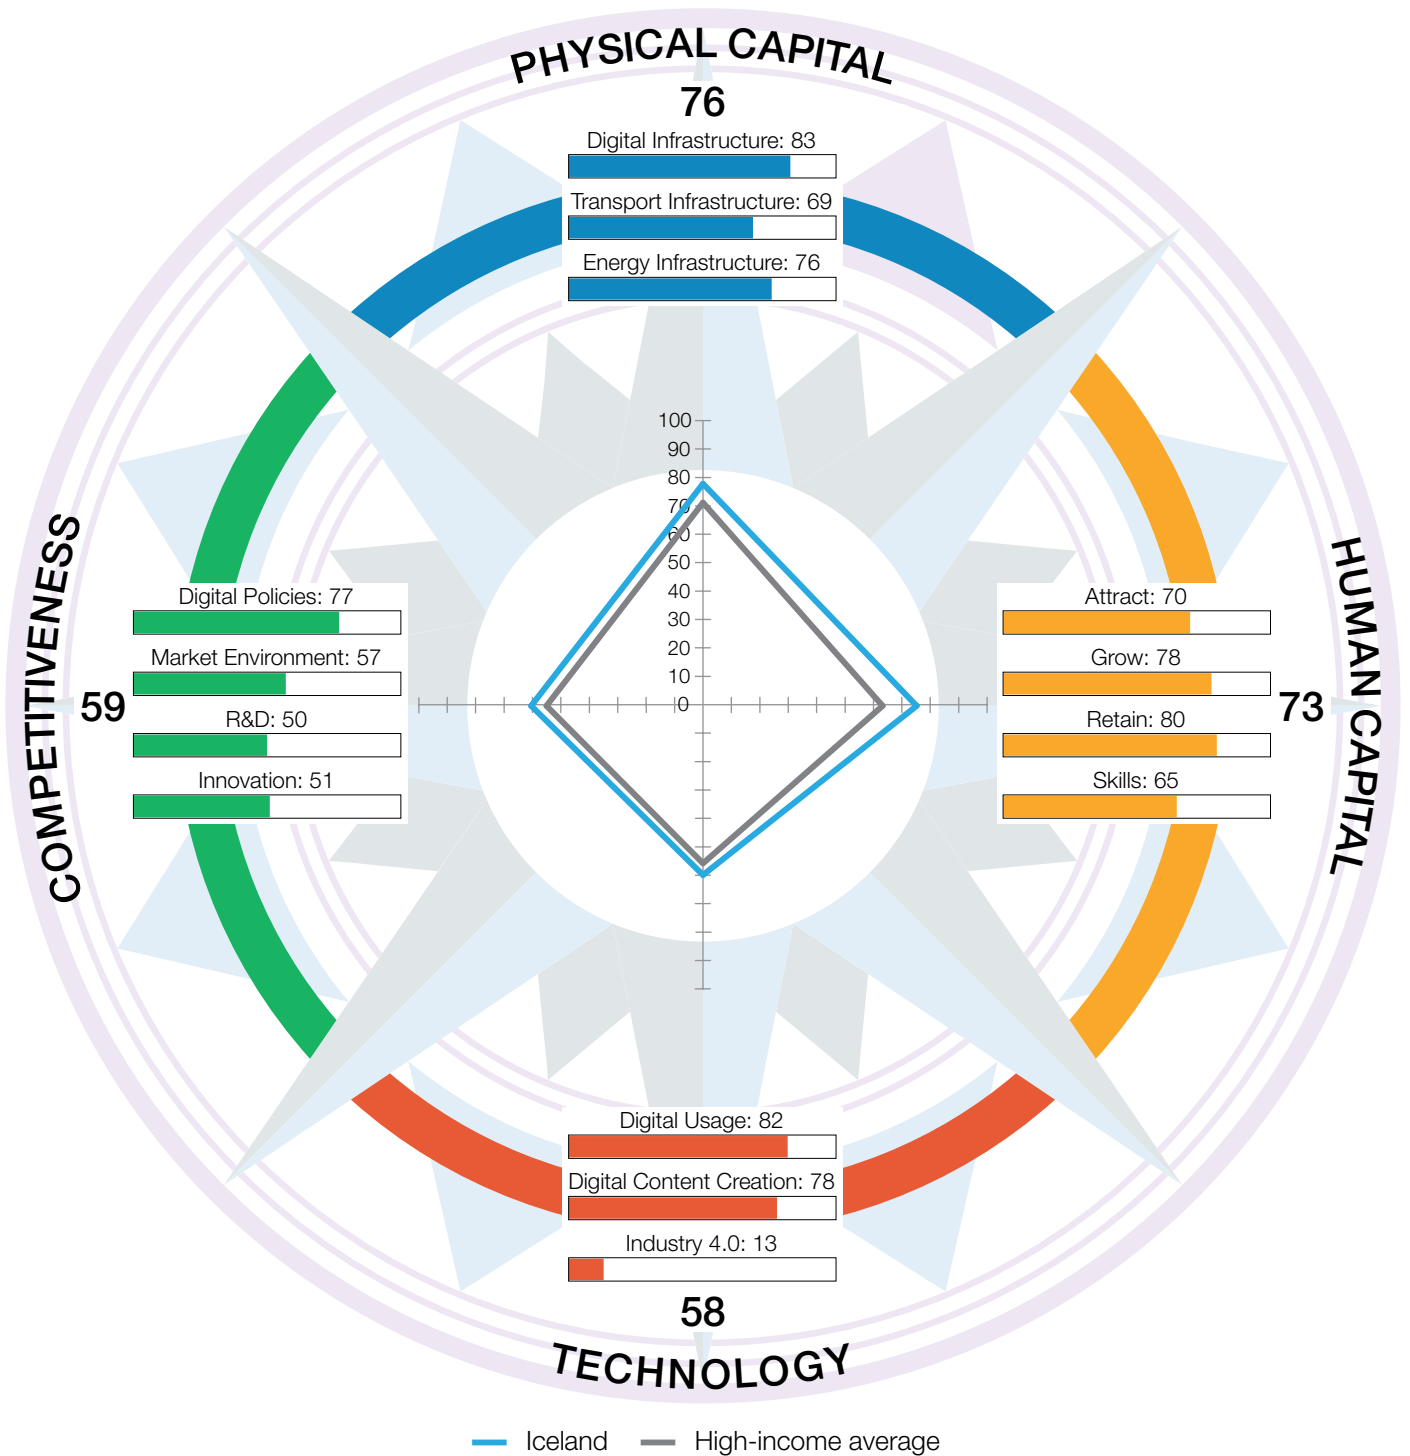 PHYSICAL CAPITAL
76
Digital Infrastructure: 83
Transport Infrastructure: 69
Energy Infrastructure: 76
100
90
80
70
60
50
40
30
20
10
0
COMPETITIVENESS
59
Digital Policies: 77
Market Environment: 57
R&D: 50
Innovation: 51
HUMAN CAPITAL
73
Attract: 70
Grow: 78
Retain: 80
Skills: 65
Digital Usage: 82
Digital Content Creation: 78
Industry 4.0: 13
58
TECHNOLOGY
Iceland
High-income average